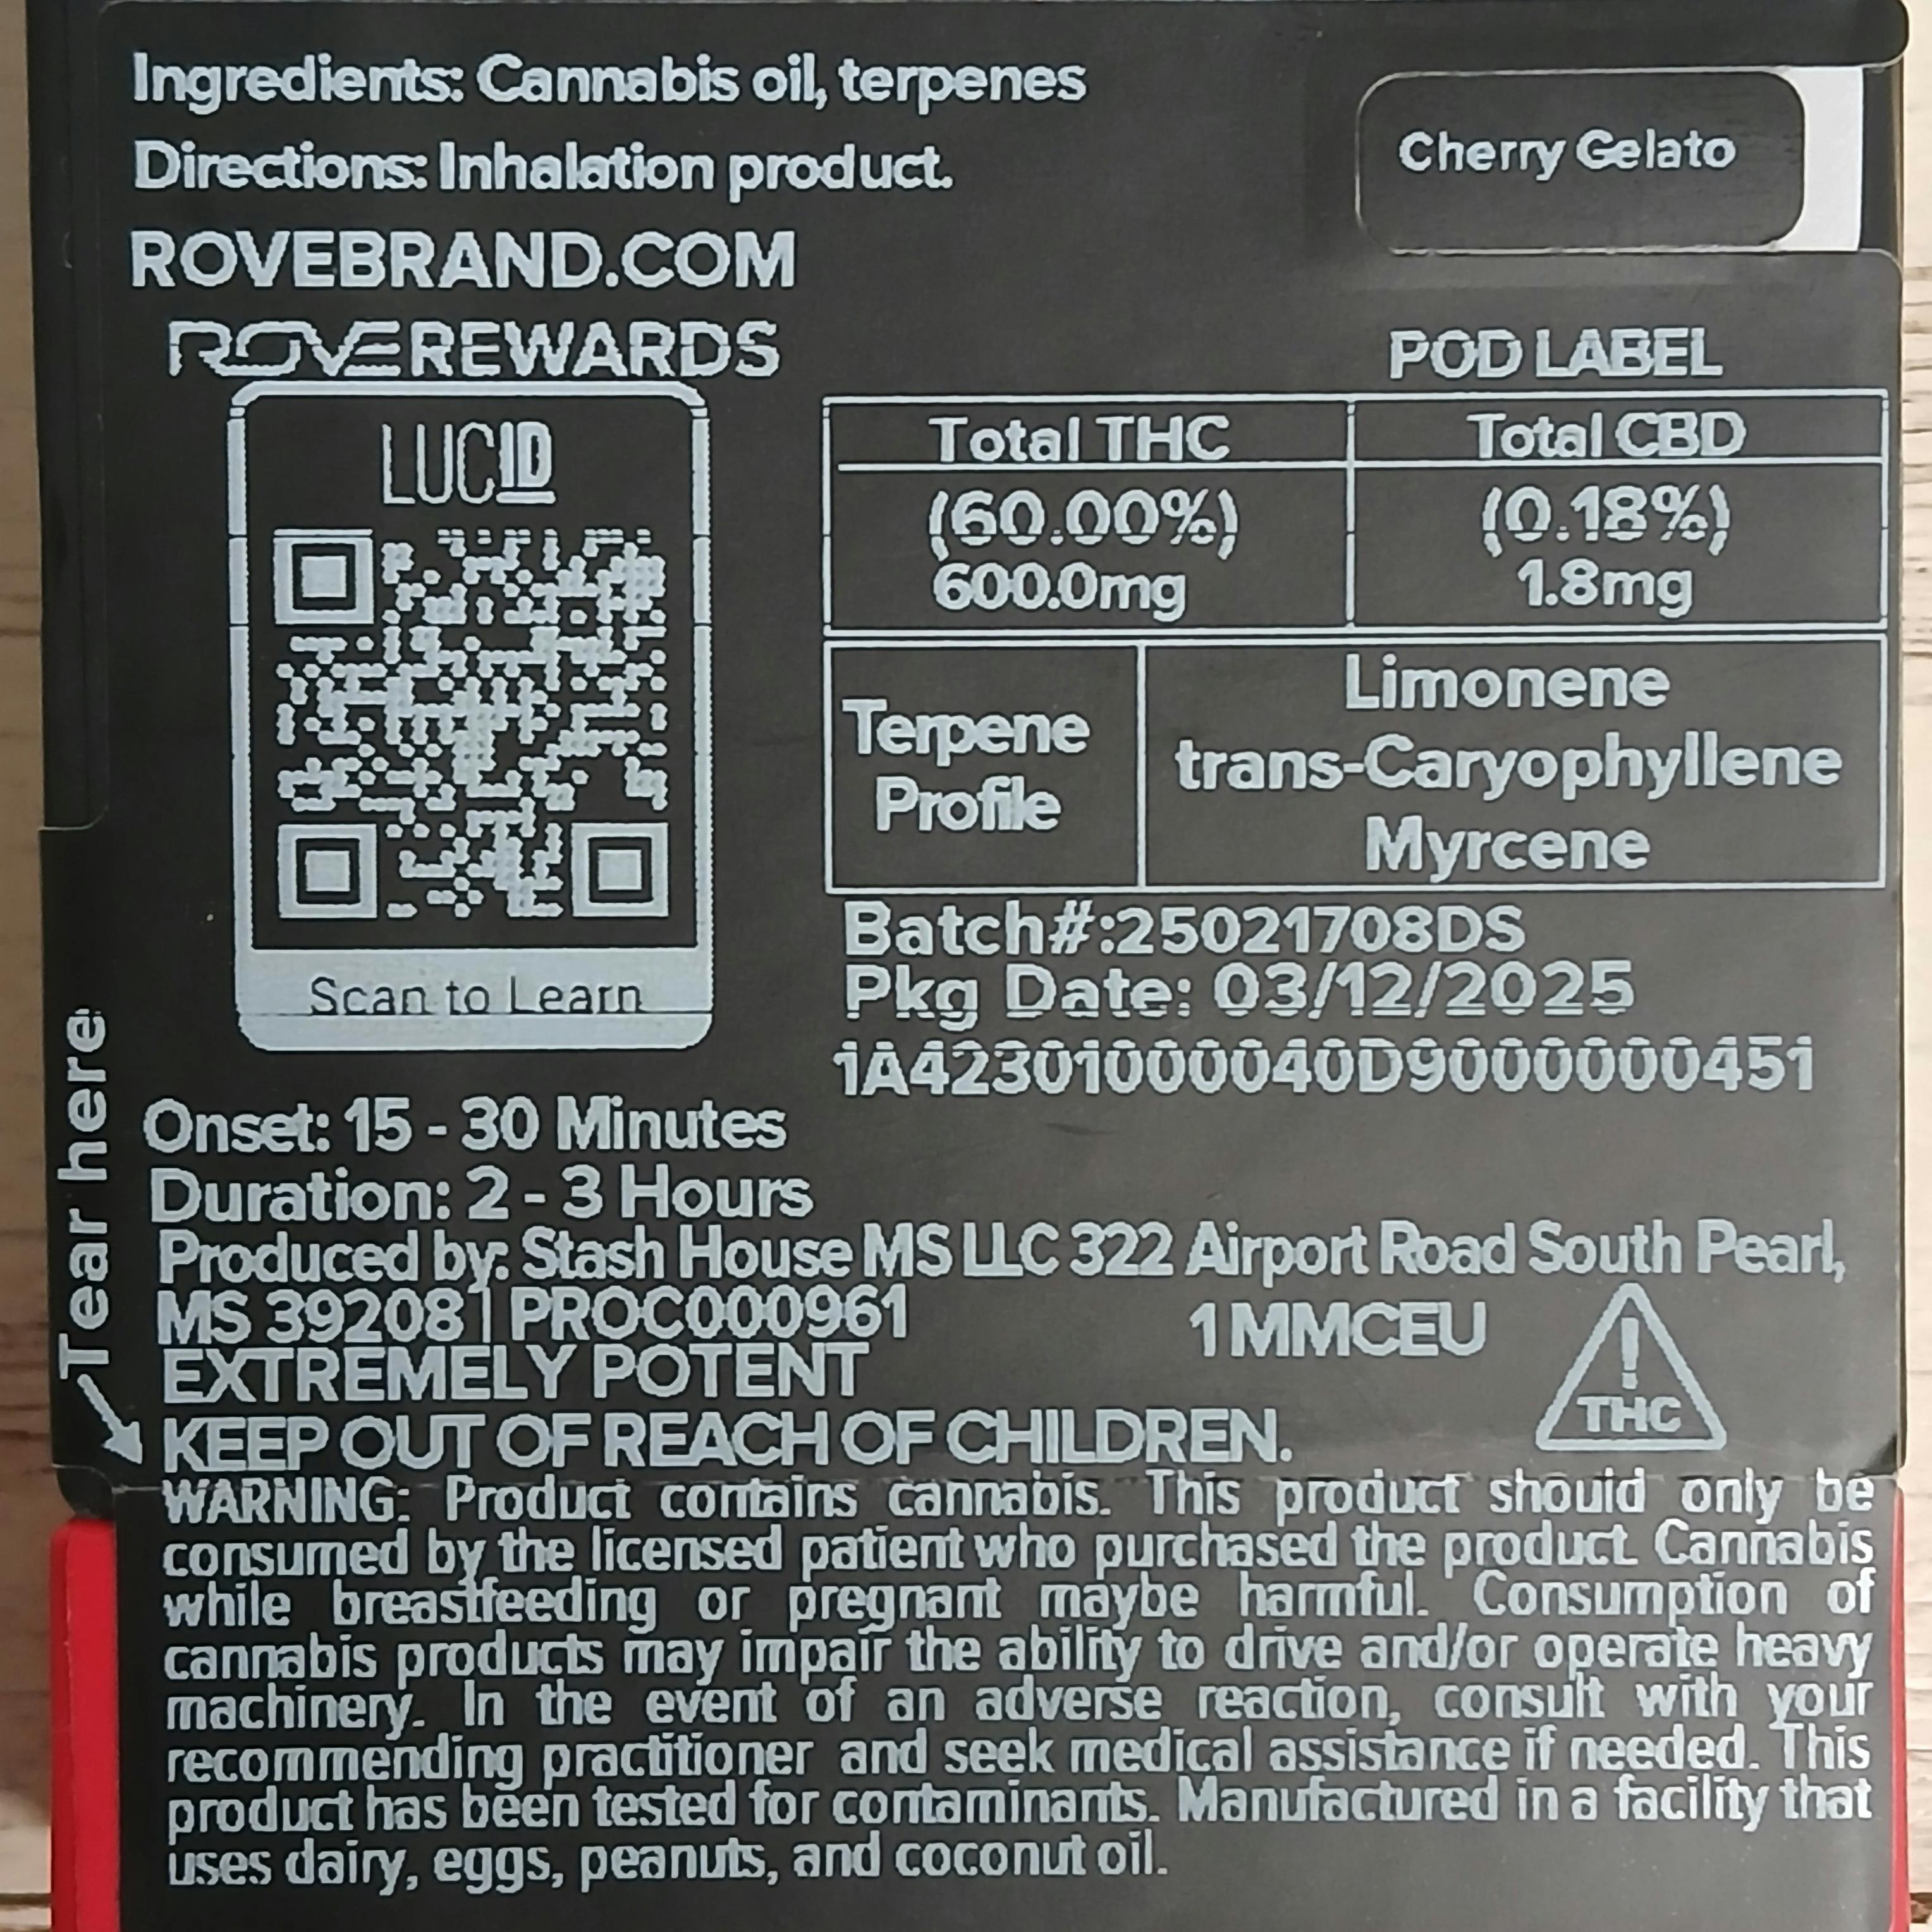 Ingredients: Cannabis oil, terpenes
Directions: Inhalation product.
Cherry Gelato
ROVEBRAND.COM
ROVE REWARDS
LUCID
Scan to Learn
POD LABEL
Total THC Total CBD
(60.00%) (0.18%)
600.0mg 1.8mg
Terpene Profile
Limonene
trans-Caryophyllene
Myrcene
Batch#:25021708DS
Pkg Date: 03/12/2025
1A42301000040D9000000451
Tear here
Onset: 15 - 30 Minutes
Duration: 2 - 3 Hours
Produced by: Stash House MS LLC 322 Airport Road South Pearl,
MS 39208 | PROC000961
1 MMCEU
EXTREMELY POTENT
! THC
KEEP OUT OF REACH OF CHILDREN.
WARNING: Product contains cannabis. This product should only be
consumed by the licensed patient who purchased the product. Cannabis
while breastfeeding or pregnant maybe harmful. Consumption of
cannabis products may impair the ability to drive and/or operate heavy
machinery. In the event of an adverse reaction, consult with your
recommending practitioner and seek medical assistance if needed. This
product has been tested for contaminants. Manufactured in a facility that
uses dairy, eggs, peanuts, and coconut oil.